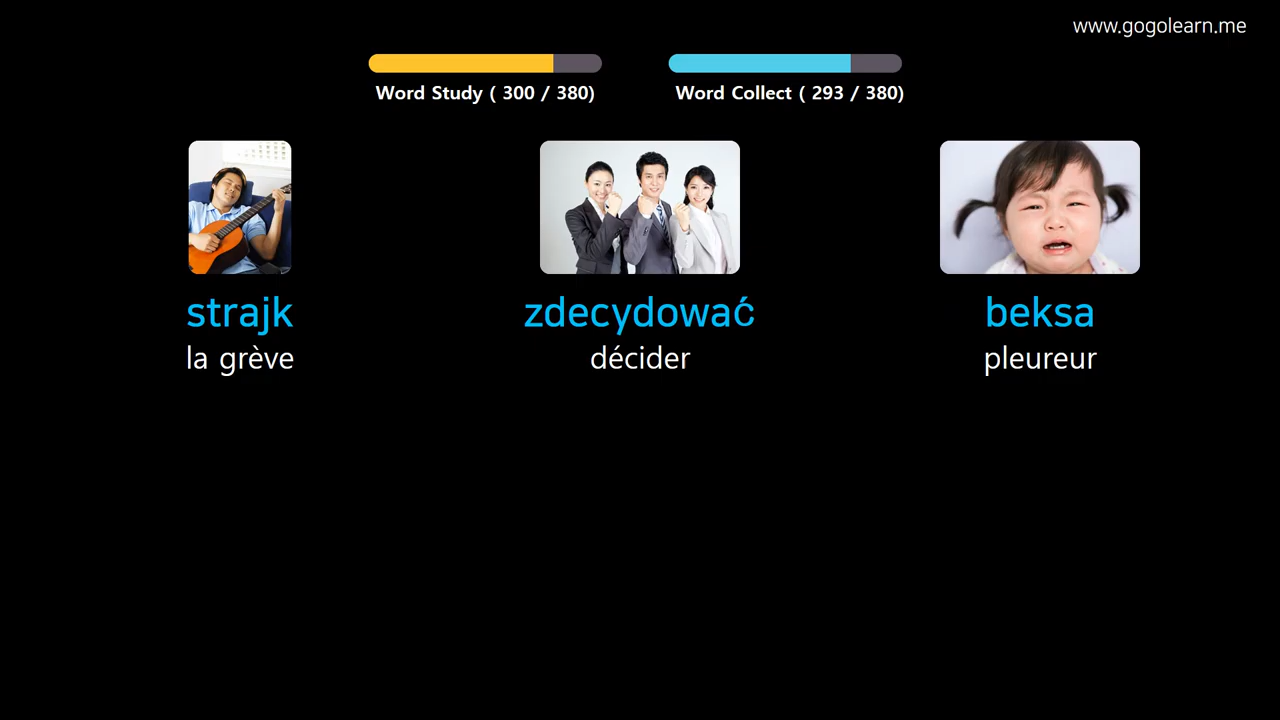 www.gogolearn.me
Word Study ( 300 / 380)
Word Collect ( 293 / 380)
strajk
zdecydować
beksa
la grève
décider
pleureur